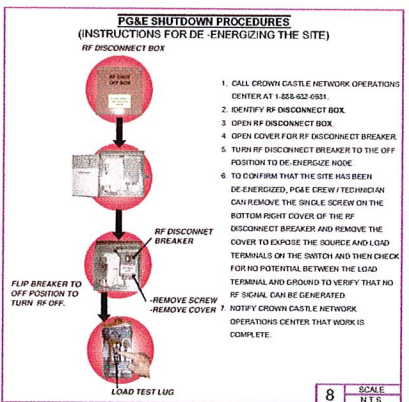 PG&E SHUTDOWN PROCEDURES
(INSTRUCTIONS FOR DE -ENERGIZING THE SITE)
RF DISCONNECT BOX
RF SHUT
OFF BOX
1. CALL CROWN CASTLE NETWORK OPERATIONS
CENTER AT 1-888-632-0931.
2. IDENTIFY RF DISCONNECT BOX.
3 OPEN RF DISCONNECT BOX.
4 OPEN COVER FOR RF DISCONNECT BREAKER
5. TURN RF DISCONNECT BREAKER TO THE OFF
POSITION TO DE-ENERGIZE NODE.
6. TO CONFIRM THAT THE SITE HAS BEEN
DE-ENERGIZED, PG&E CREW / TECHNICIAN
CAN REMOVE THE SINGLE SCREW ON THE
BOTTOM RIGHT COVER OF THE RF
DISCONNECT BREAKER AND REMOVE THE
COVER TO EXPOSE THE SOURCE AND LOAD
TERMINALS ON THE SWITCH AND THEN CHECK
FOR NO POTENTIAL BETWEEN THE LOAD
TERMINAL AND GROUND TO VERIFY THAT NO
RF SIGNAL CAN BE GENERATED.
7. NOTIFY CROWN CASTLE NETWORK
OPERATIONS CENTER THAT WORK IS
COMPLETE.
RF DISCONNET
BREAKER
FLIP BREAKER TO
OFF POSITION TO
TURN RF OFF.
-REMOVE SCREW
-REMOVE COVER
LOAD TEST LUG
8
SCALE
N.T.S.